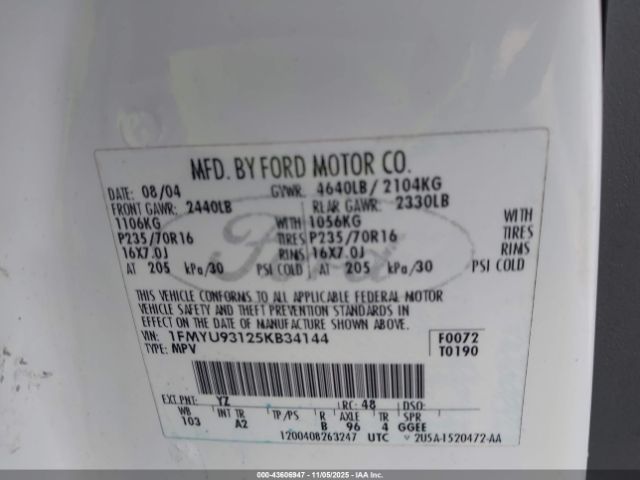 MFD. BY FORD MOTOR CO.
DATE: 08/04 GVWR: 4640LB/ 2104KG
FRONT GAWR: 2440LB REAR GAWR: 2330LB
1106KG WITH 1056KG WITH
P235/70R16 TIRES P235/70R16 TIRES
16X7.0J RIMS 16X7.0J RIMS
AT 205 kPa/30 PSI COLD AT 205 kPa/30 PSI COLD
THIS VEHICLE CONFORMS TO ALL APPLICABLE FEDERAL MOTOR
VEHICLE SAFETY AND THEFT PREVENTION STANDARDS IN
EFFECT ON THE DATE OF MANUFACTURE SHOWN ABOVE.
VIN: 1FMYU93125KB34144 F0072
TYPE: MPV T0190
EXT PNT: YZ RC: 48 DSO:
WB INT TR TP/PS R AXLE TR
103 A2 B 96 4 GGEE
1200408263247 UTC 2U5A-1520472-AA
Ford
© 000-43606947 - 11/05/2025 - IAA Inc.